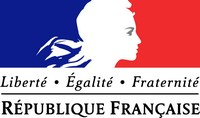 Liberté • Égalité • Fraternité
RÉPUBLIQUE FRANÇAISE